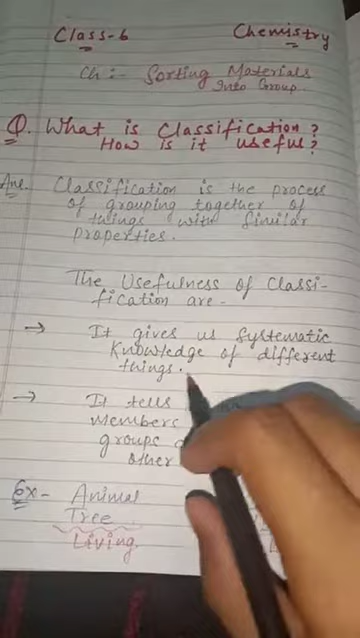 Class-6 Chemistry
Ch:- Sorting Materials
Into Group.
Q. What is Classification?
How is it useful?
Ans. Classification is the process
of grouping together of
things with Similar
properties.
The Usefulness of Classi-
fication are-
→ It gives us Systematic
Knowledge of different
things.
→ It tells
members
groups
other
Ex- Animal
Tree
Living.